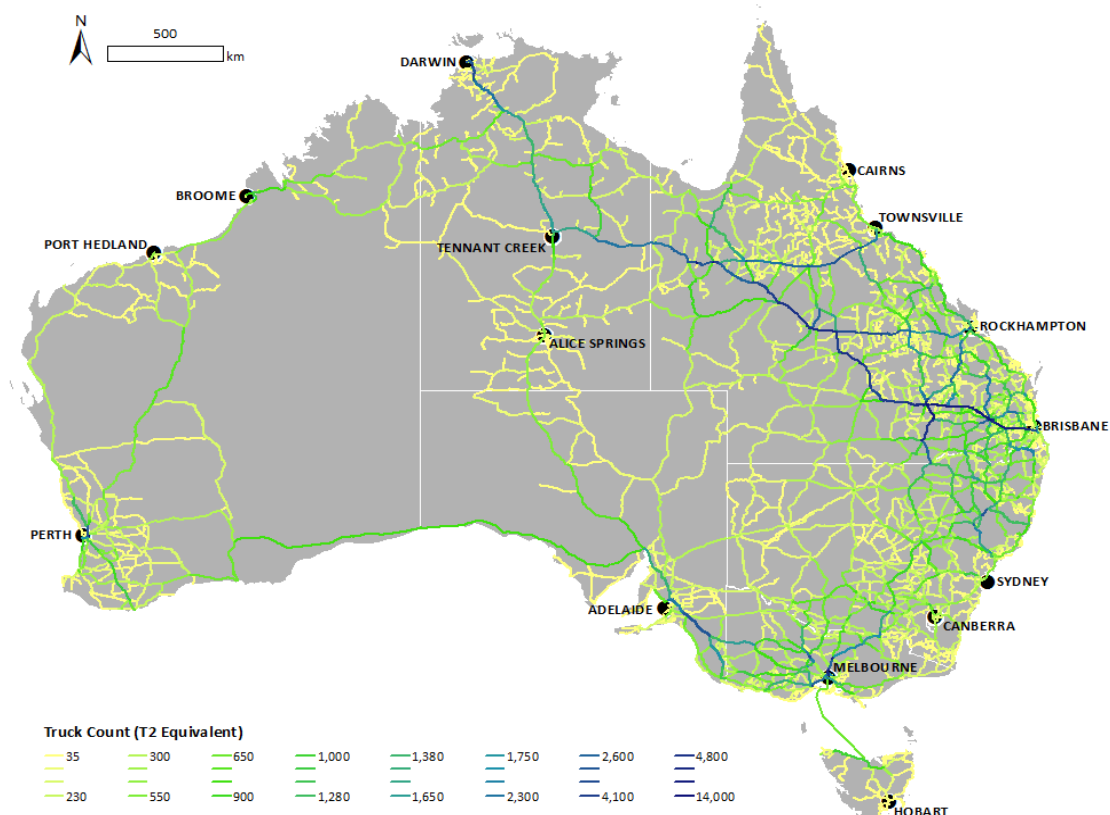 N
500
km
DARWIN
CAIRNS
BROOME
TOWNSVILLE
PORT HEDLAND
TENNANT CREEK
ROCKHAMPTON
ALICE SPRINGS
BRISBANE
PERTH
SYDNEY
ADELAIDE
CANBERRA
MELBOURNE
Truck Count (T2 Equivalent)
35 300 650 1,000 1,380 1,750 2,600 4,800
230 550 900 1,280 1,650 2,300 4,100 14,000
HOBART